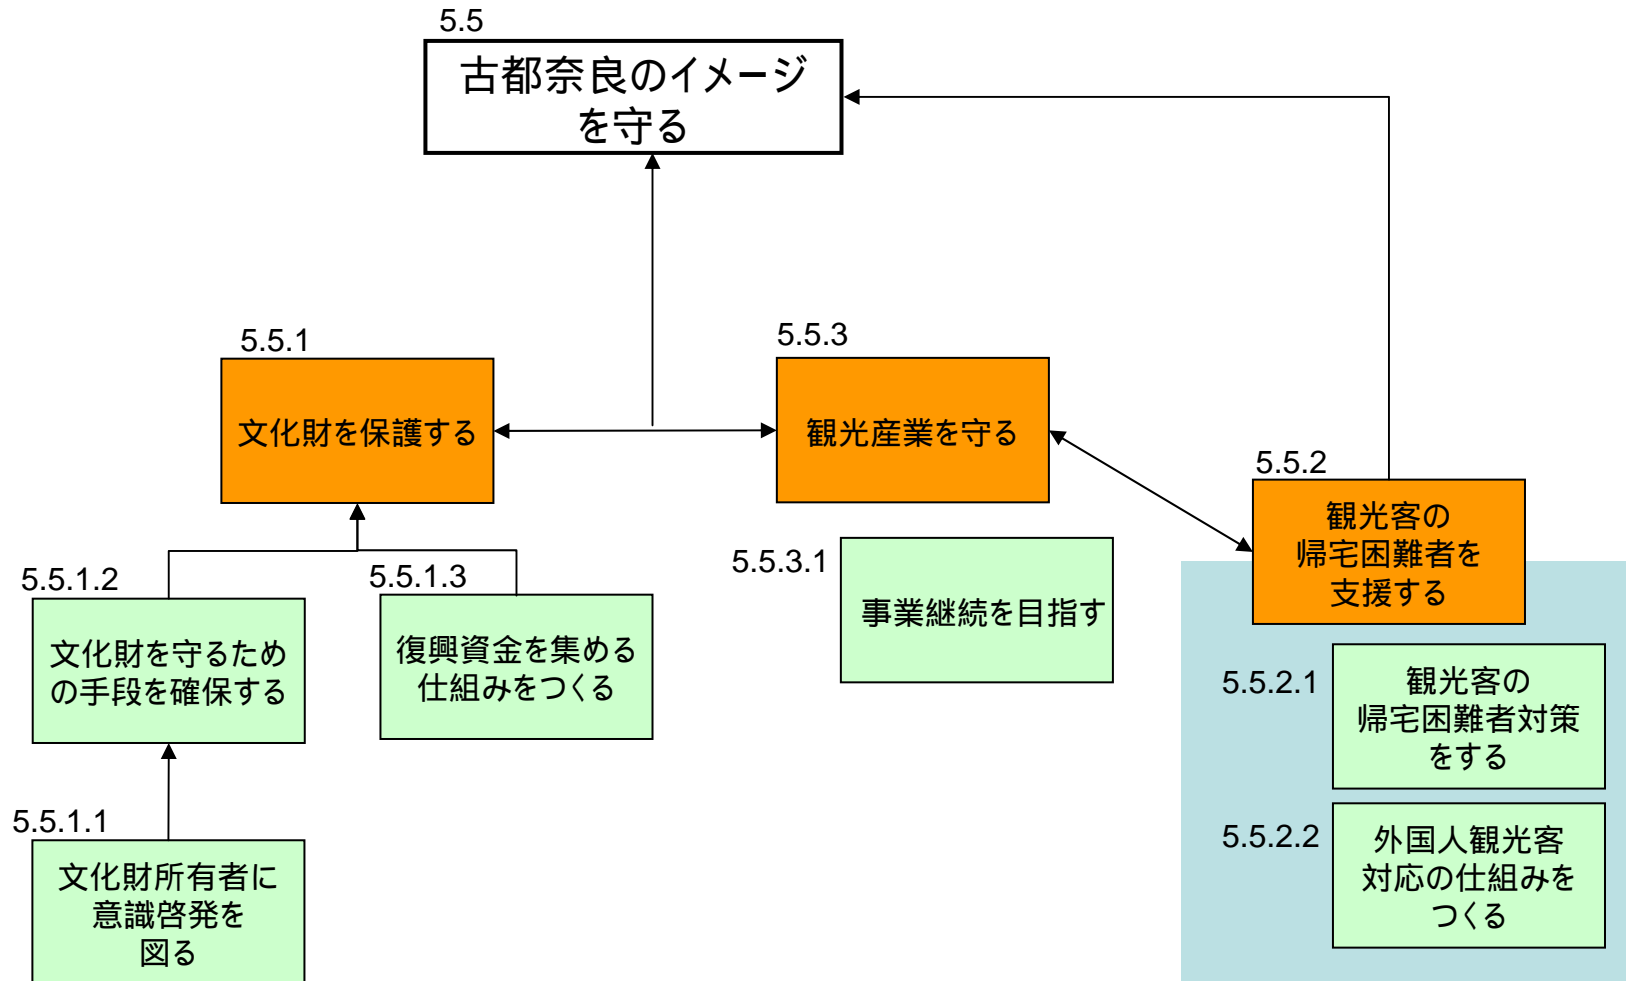 5.5
古都奈良のイメージ
を守る
5.5.1
文化財を保護する
5.5.3
観光産業を守る
5.5.2
観光客の
帰宅困難者を
支援する
5.5.1.2
文化財を守るため
の手段を確保する
5.5.1.3
復興資金を集める
仕組みをつくる
5.5.3.1
事業継続を目指す
5.5.2.1
観光客の
帰宅困難者対策
をする
5.5.1.1
文化財所有者に
意識啓発を
図る
5.5.2.2
外国人観光客
対応の仕組みを
つくる